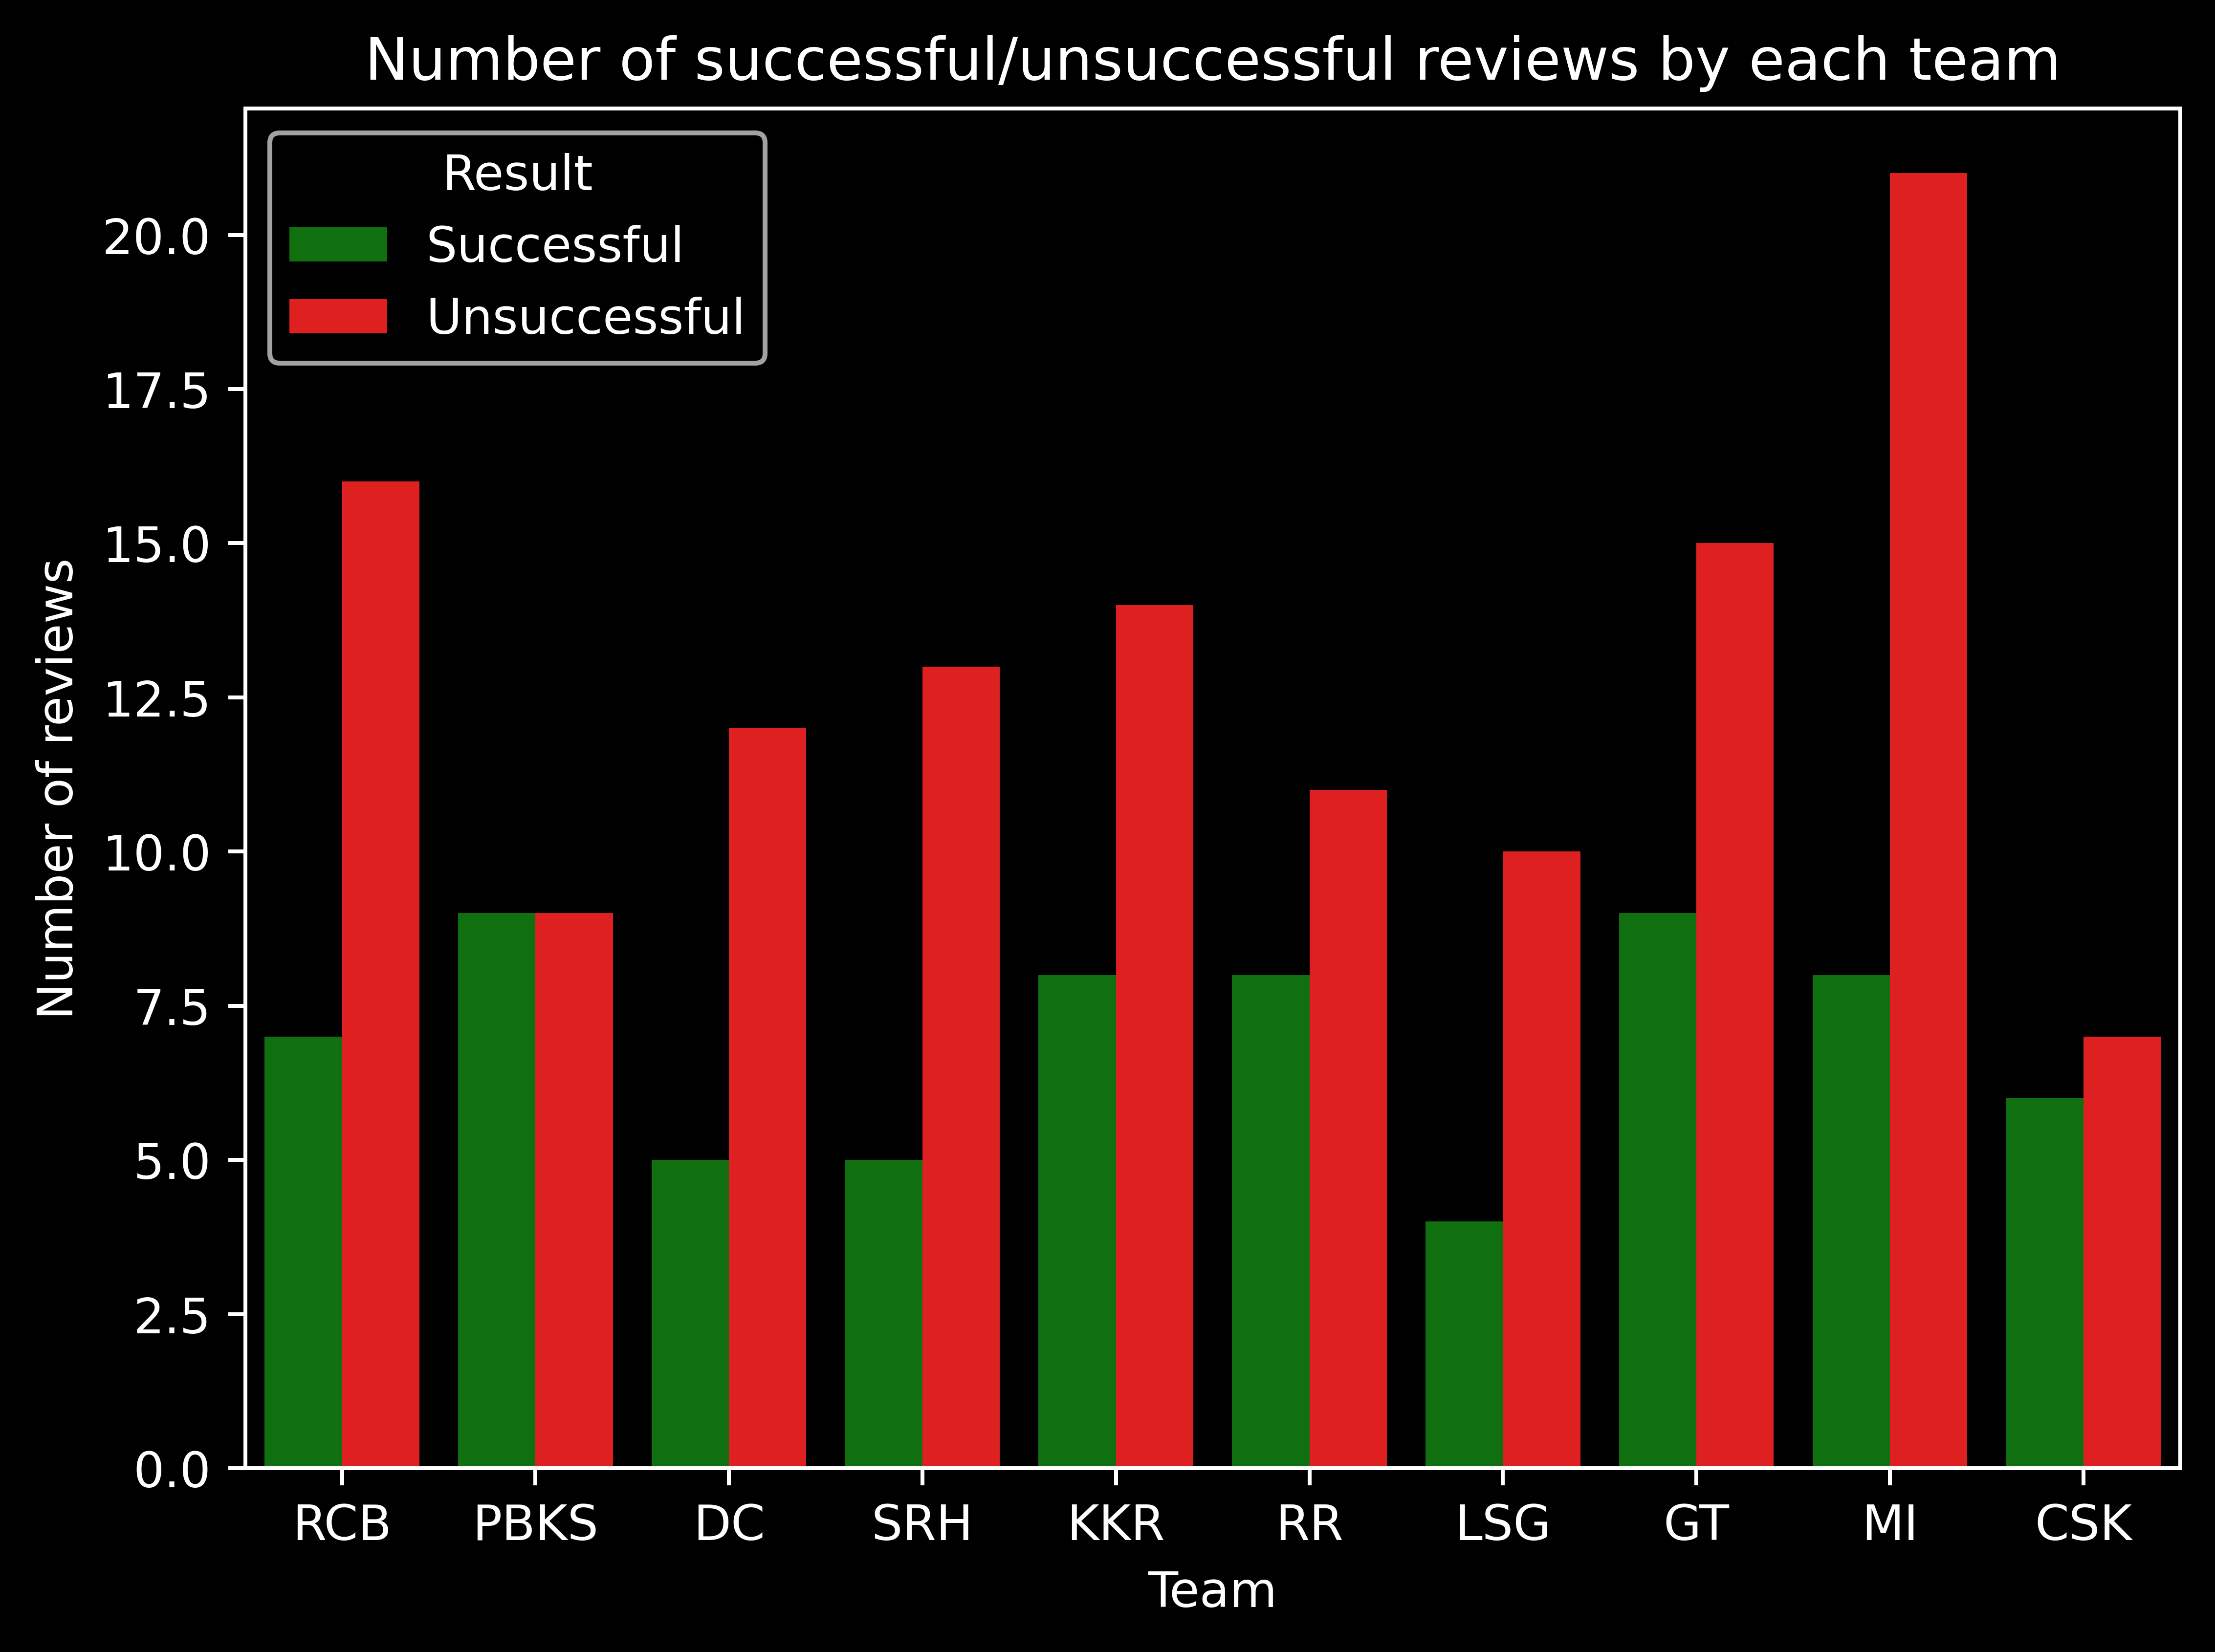 Number of successful/unsuccessful reviews by each team
Result
Successful
Unsuccessful
Number of reviews
20.0
17.5
15.0
12.5
10.0
7.5
5.0
2.5
0.0
RCB PBKS DC SRH KKR RR LSG GT MI CSK
Team